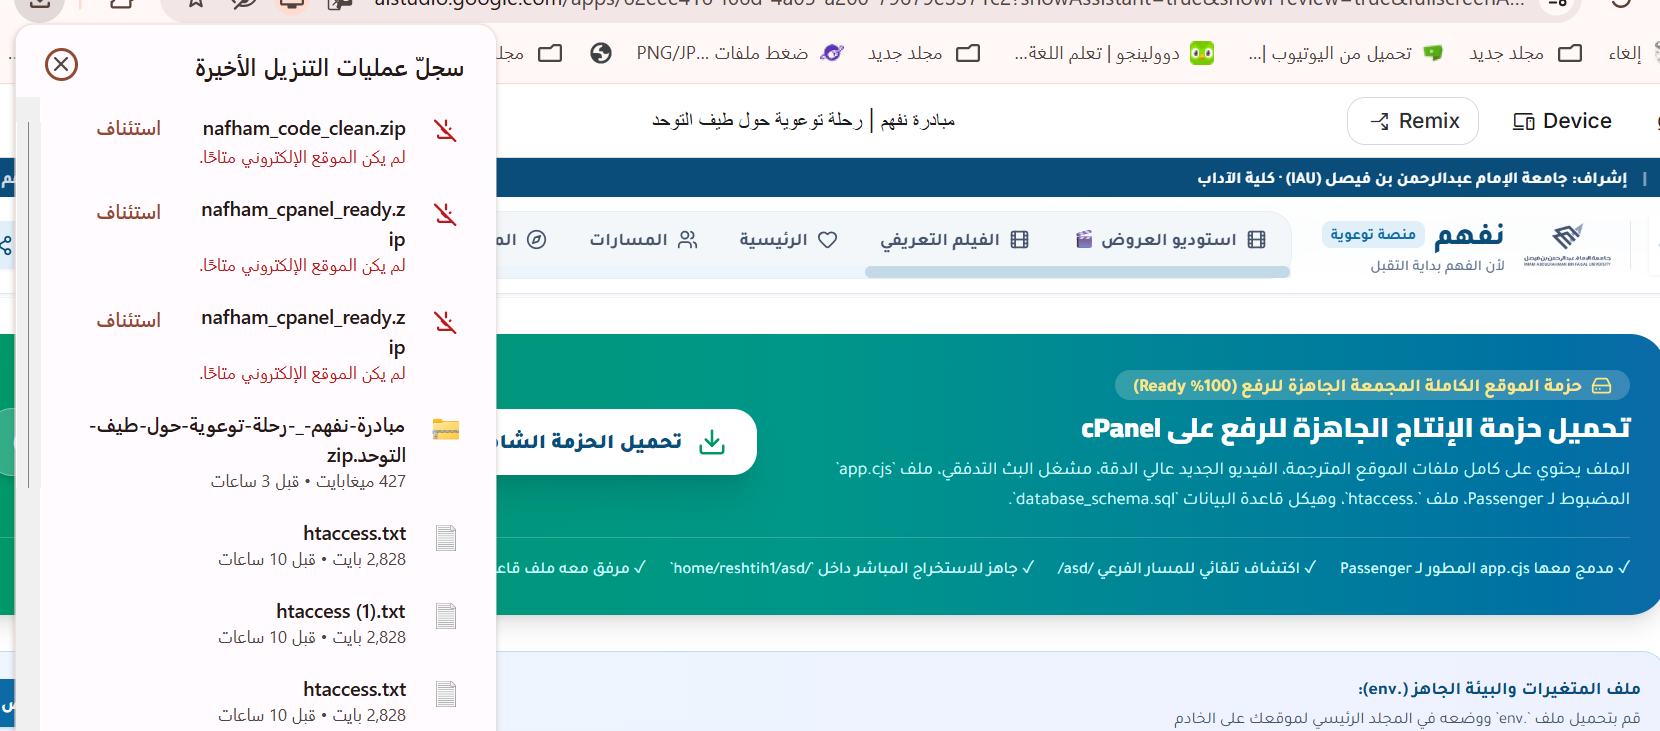 سجلّ عمليات التنزيل الأخيرة
nafham_code_clean.zip
استئناف
لم يكن الموقع الإلكتروني متاحًا.
nafham_cpanel_ready.z
ip
استئناف
لم يكن الموقع الإلكتروني متاحًا.
nafham_cpanel_ready.z
ip
استئناف
لم يكن الموقع الإلكتروني متاحًا.
مبادرة-نفهم-_-رحلة-توعوية-حول-طيف-
التوحد.zip
427 ميغابايت • قبل 3 ساعات
htaccess.txt
2,828 بايت • قبل 10 ساعات
htaccess (1).txt
2,828 بايت • قبل 10 ساعات
htaccess.txt
2,828 بايت • قبل 10 ساعات
إلغاء
مجلد جديد
تحميل من اليوتيوب |...
دوولينجو | تعلم اللغة...
مجلد جديد
ضغط ملفات PNG/JP...
Device
Remix
مبادرة نفهم | رحلة توعوية حول طيف التوحد
| إشراف: جامعة الإمام عبدالرحمن بن فيصل (IAU) · كلية الآداب
نفهم
منصة توعوية
لأن الفهم بداية التقبل
استوديو العروض
الفيلم التعريفي
الرئيسية
المسارات
حزمة الموقع الكاملة المجمعة الجاهزة للرفع (100% Ready)
تحميل حزمة الإنتاج الجاهزة للرفع على cPanel
الملف يحتوي على كامل ملفات الموقع المترجمة، الفيديو الجديد عالي الدقة، مشغل البث التدفقي، ملف `app.cjs`
المضبوط لـ Passenger، ملف `.htaccess`، وهيكل قاعدة البيانات `database_schema.sql`.
تحميل الحزمة
✓ مدمج معها app.cjs المطور لـ Passenger
✓ اكتشاف تلقائي للمسار الفرعي /asd/
✓ جاهز للاستخراج المباشر داخل `/home/reshtih1/asd`
✓ مرفق معه ملف
ملف المتغيرات والبيئة الجاهز (.env):
قم بتحميل ملف `.env` ووضعه في المجلد الرئيسي لموقعك على الخادم